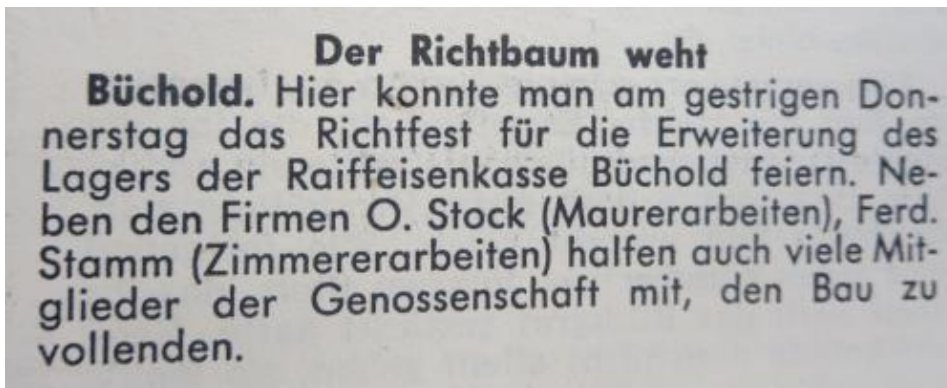 Der Richtbaum weht
Büchold. Hier konnte man am gestrigen Don-
nerstag das Richtfest für die Erweiterung des
Lagers der Raiffeisenkasse Büchold feiern. Ne-
ben den Firmen O. Stock (Maurerarbeiten), Ferd.
Stamm (Zimmererarbeiten) halfen auch viele Mit-
glieder der Genossenschaft mit, den Bau zu
vollenden.